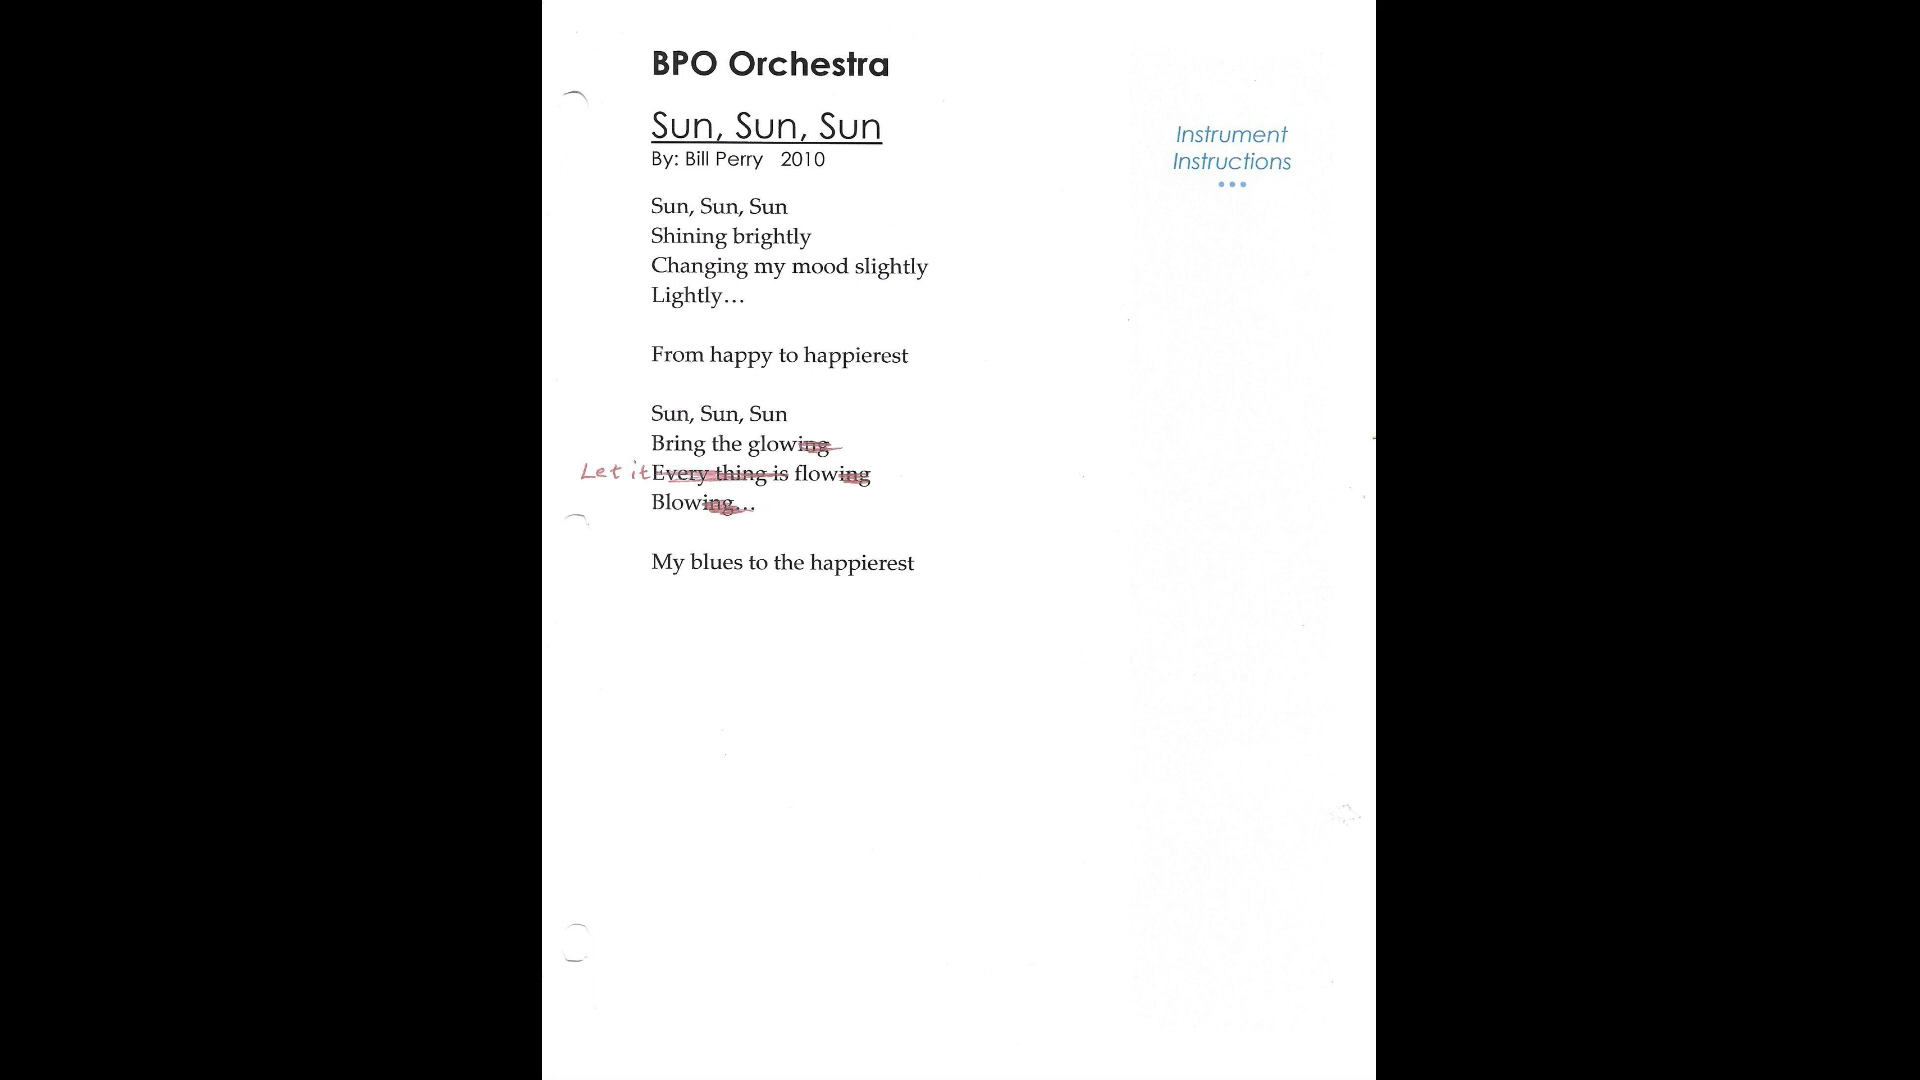 BPO Orchestra
Sun, Sun, Sun
By: Bill Perry 2010
Instrument
Instructions
Sun, Sun, Sun
Shining brightly
Changing my mood slightly
Lightly…
From happy to happierest
Sun, Sun, Sun
Bring the glowing
Let it Every thing is flowing
Blowing…
My blues to the happierest